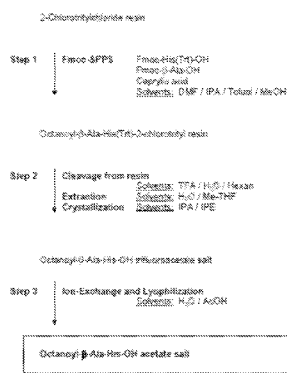 2-Chlorotritylchloride resin
Step 1 Fmoc-SPPS Fmoc-His(Trt)-OH
Fmoc-β-Ala-OH
Caprylic acid
Solvents: DMF / IPA / Toluol / MeOH
Octanoyl-β-Ala-His(Trt)-2-chlorotrityl resin
Step 2 Cleavage from resin
Solvents: TFA / H2O / Hexan
Extraction Solvents: H2O / Me-THF
Crystallization Solvents: IPA / IPE
Octanoyl-β-Ala-His-OH trifluoroacetate salt
Step 3 Ion-Exchange and Lyophilization
Solvents: H2O / AcOH
Octanoyl-β-Ala-His-OH acetate salt